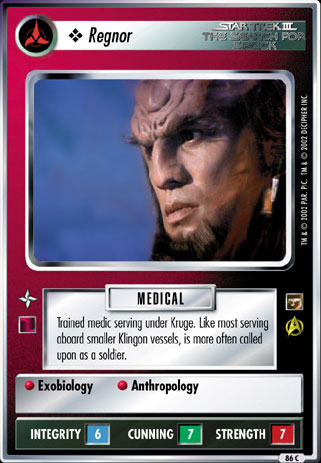 ❖ Regnor
STAR TREK III
THE SEARCH FOR
SPOCK
TM & © 2002 PAR. PIC. TM & © 2002 DECIPHER INC.
MEDICAL
Trained medic serving under Kruge. Like most serving
aboard smaller Klingon vessels, is more often called
upon as a soldier.
Exobiology Anthropology
INTEGRITY 6 CUNNING 7 STRENGTH 7
86 C